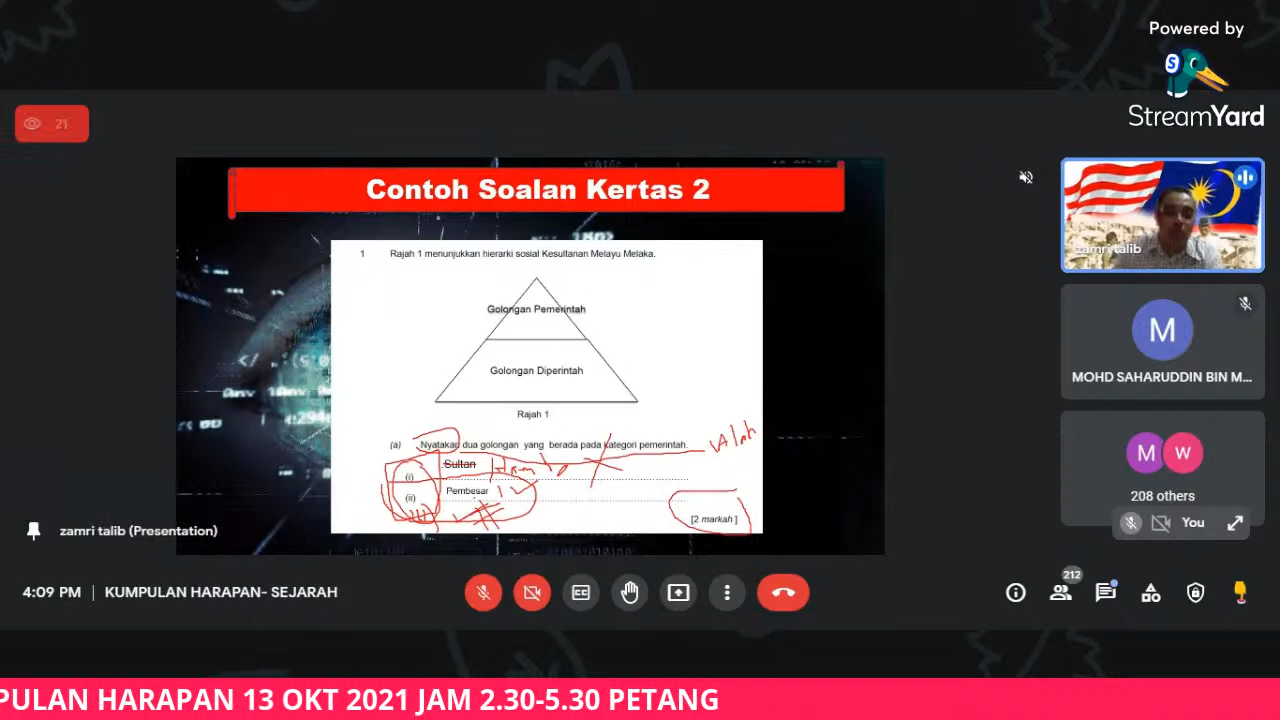 Powered by
StreamYard
21
Contoh Soalan Kertas 2
1 Rajah 1 menunjukkan hierarki sosial Kesultanan Melayu Melaka.
Golongan Pemerintah
Golongan Diperintah
Rajah 1
(a) Nyatakan dua golongan yang berada pada kategori pemerintah.
(i) Sultan
(ii) Pembesar 1
[2 markah]
zamri talib
M
MOHD SAHARUDDIN BIN M...
M W
208 others
You
zamri talib (Presentation)
4:09 PM | KUMPULAN HARAPAN- SEJARAH
212
PULAN HARAPAN 13 OKT 2021 JAM 2.30-5.30 PETANG